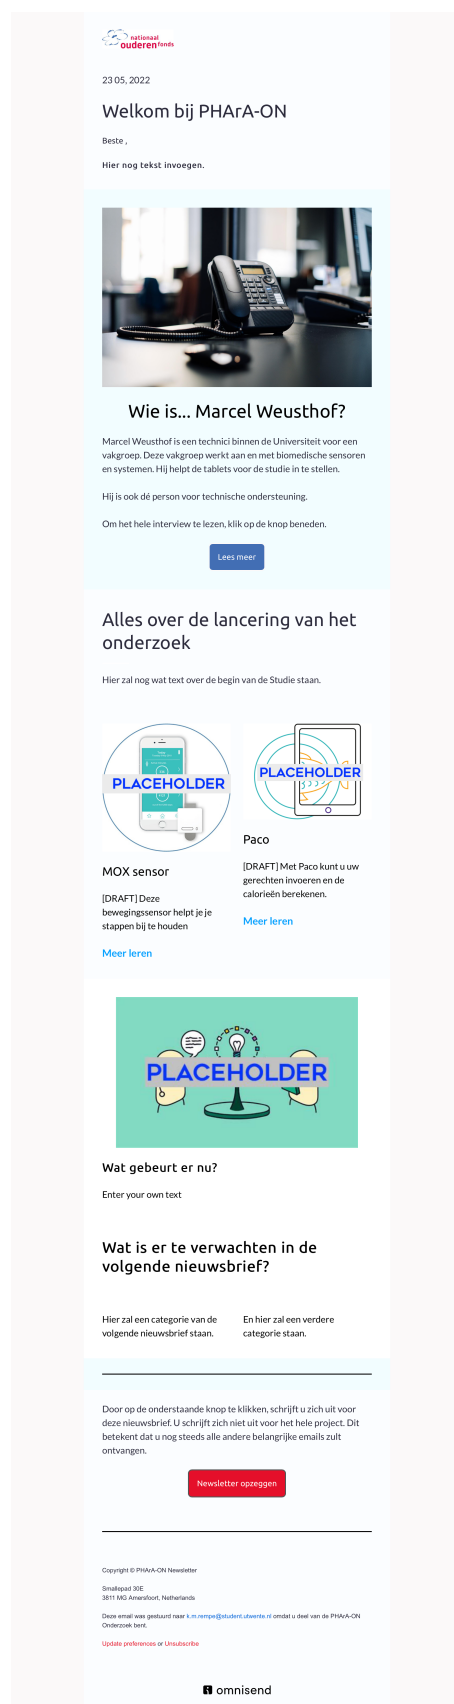 nationaal
ouderenfonds
23 05, 2022
Welkom bij PHArA-ON
Beste ,
Hier nog tekst invoegen.
Wie is... Marcel Weusthof?
Marcel Weusthof is een technici binnen de Universiteit voor een
vakgroep. Deze vakgroep werkt aan en met biomedische sensoren
en systemen. Hij helpt de tablets voor de studie in te stellen.
Hij is ook dé person voor technische ondersteuning.
Om het hele interview te lezen, klik op de knop beneden.
Lees meer
Alles over de lancering van het
onderzoek
Hier zal nog wat text over de begin van de Studie staan.
PLACEHOLDER
MOX sensor
[DRAFT] Deze
bewegingssensor helpt je je
stappen bij te houden
Meer leren
PLACEHOLDER
Paco
[DRAFT] Met Paco kunt u uw
gerechten invoeren en de
calorieën berekenen.
Meer leren
PLACEHOLDER
Wat gebeurt er nu?
Enter your own text
Wat is er te verwachten in de
volgende nieuwsbrief?
Hier zal een categorie van de
volgende nieuwsbrief staan.
En hier zal een verdere
categorie staan.
Door op de onderstaande knop te klikken, schrijft u zich uit voor
deze nieuwsbrief. U schrijft zich niet uit voor het hele project. Dit
betekent dat u nog steeds alle andere belangrijke emails zult
ontvangen.
Newsletter opzeggen
Copyright © PHArA-ON Newsletter
Smallepad 30E
3811 MG Amersfoort, Netherlands
Deze email was gestuurd naar k.m.rempe@student.utwente.nl omdat u deel van de PHArA-ON
Onderzoek bent.
Update preferences or Unsubscribe
omnisend